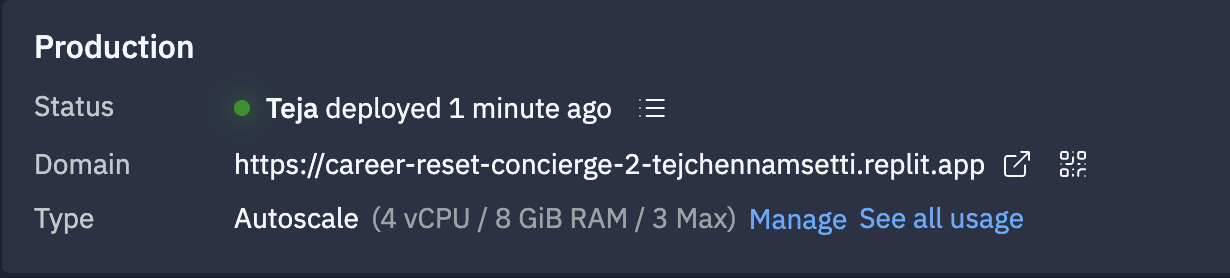 Production
Status Teja deployed 1 minute ago
Domain https://career-reset-concierge-2-tejchennamsetti.replit.app
Type Autoscale (4 vCPU / 8 GiB RAM / 3 Max) Manage See all usage